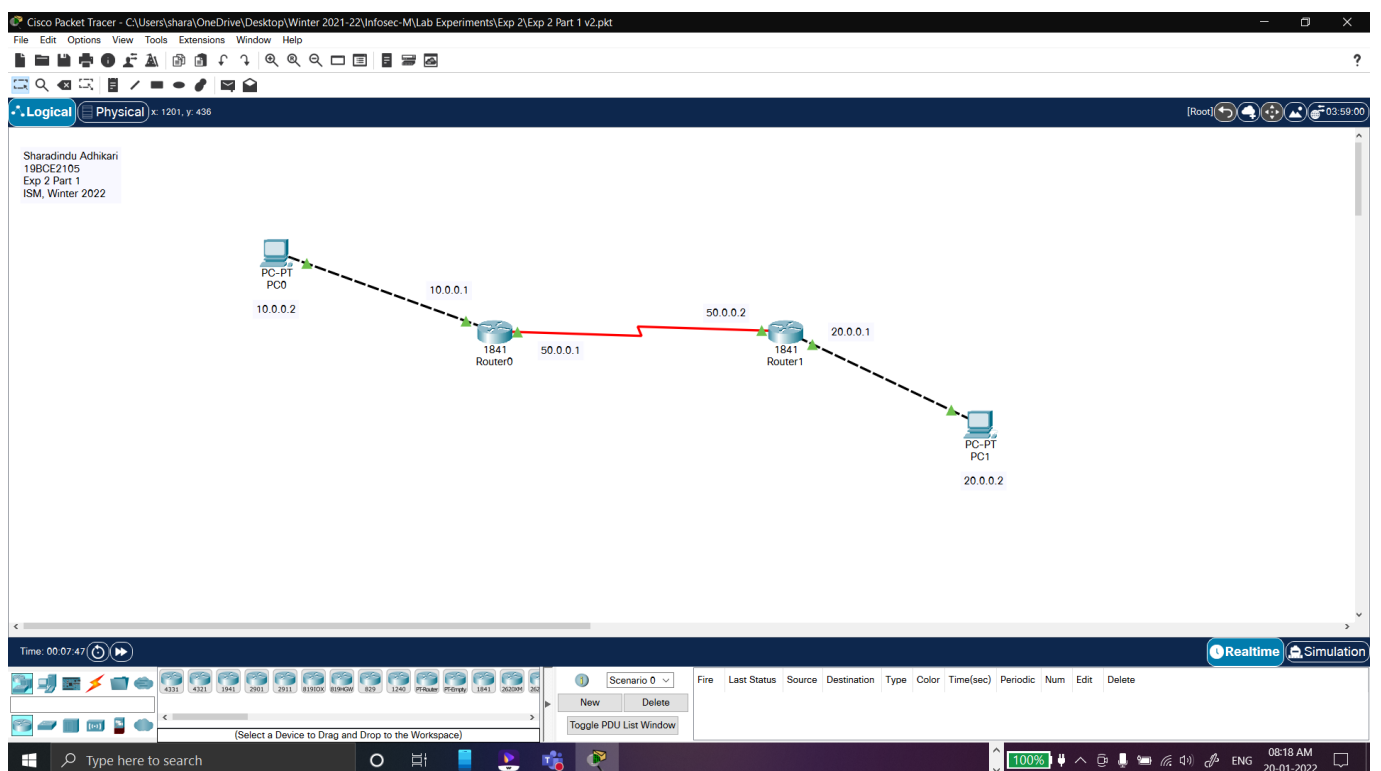 Cisco Packet Tracer - C:\Users\shara\OneDrive\Desktop\Winter 2021-22\Infosec-M\Lab Experiments\Exp 2\Exp 2 Part 1 v2.pkt
File Edit Options View Tools Extensions Window Help
?
Logical Physical x: 1201, y: 436 [Root] 03:59:00
Sharadindu Adhikari
19BCE2105
Exp 2 Part 1
ISM, Winter 2022
PC-PT
PC0
10.0.0.2
10.0.0.1
1841
Router0
50.0.0.1
50.0.0.2
1841
Router1
20.0.0.1
PC-PT
PC1
20.0.0.2
Time: 00:07:47 Realtime Simulation
4331 4321 1941 2901 2911 819IOX 819HGW 829 1240 PT-Router PT-Empty 1841 2620XM 262
(Select a Device to Drag and Drop to the Workspace)
Scenario 0
New Delete
Toggle PDU List Window
Fire Last Status Source Destination Type Color Time(sec) Periodic Num Edit Delete
Type here to search
100% ENG 08:18 AM
20-01-2022